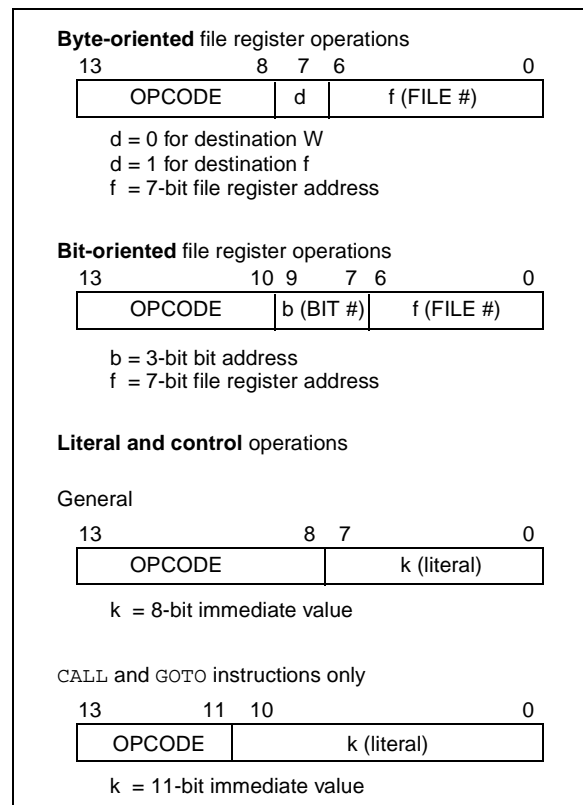 Byte-oriented file register operations
13 8 7 6 0
OPCODE d f (FILE #)
d = 0 for destination W
d = 1 for destination f
f = 7-bit file register address
Bit-oriented file register operations
13 10 9 7 6 0
OPCODE b (BIT #) f (FILE #)
b = 3-bit bit address
f = 7-bit file register address
Literal and control operations
General
13 8 7 0
OPCODE k (literal)
k = 8-bit immediate value
CALL and GOTO instructions only
13 11 10 0
OPCODE k (literal)
k = 11-bit immediate value